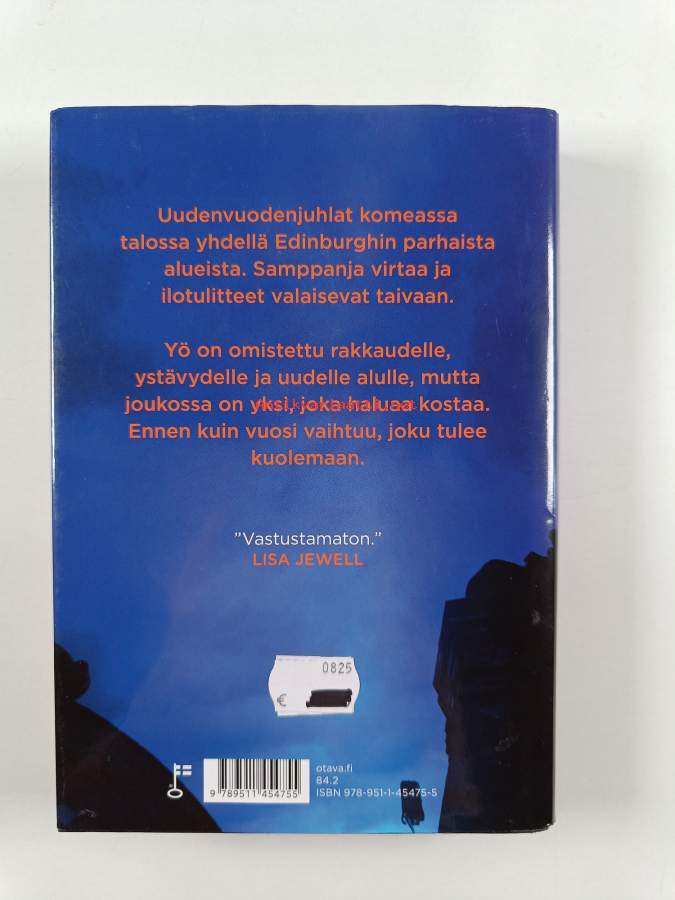 Uudenvuodenjuhlat komeassa
talossa yhdellä Edinburghin parhaista
alueista. Samppanja virtaa ja
ilotulitteet valaisevat taivaan.
Yö on omistettu rakkaudelle,
ystävydelle ja uudelle alulle, mutta
joukossa on yksi, joka haluaa kostaa.
Ennen kuin vuosi vaihtuu, joku tulee
kuolemaan.
”Vastustamaton.”
LISA JEWELL
0825
€
otava.fi
84.2
ISBN 978-951-1-45475-5
9 789511 454755